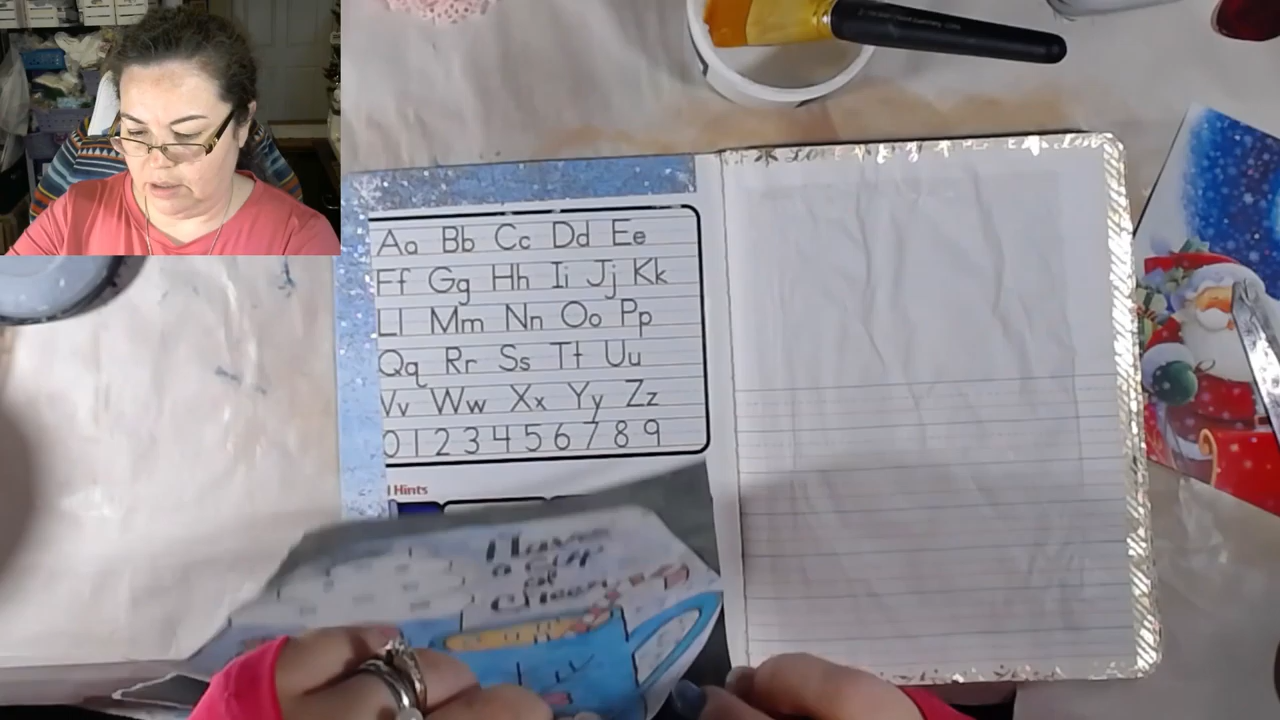 Aa Bb Cc Dd Ee
Ff Gg Hh Ii Jj Kk
Ll Mm Nn Oo Pp
Qq Rr Ss Tt Uu
Vv Ww Xx Yy Zz
0 1 2 3 4 5 6 7 8 9
Hints
Have
a cup
of
Cheer